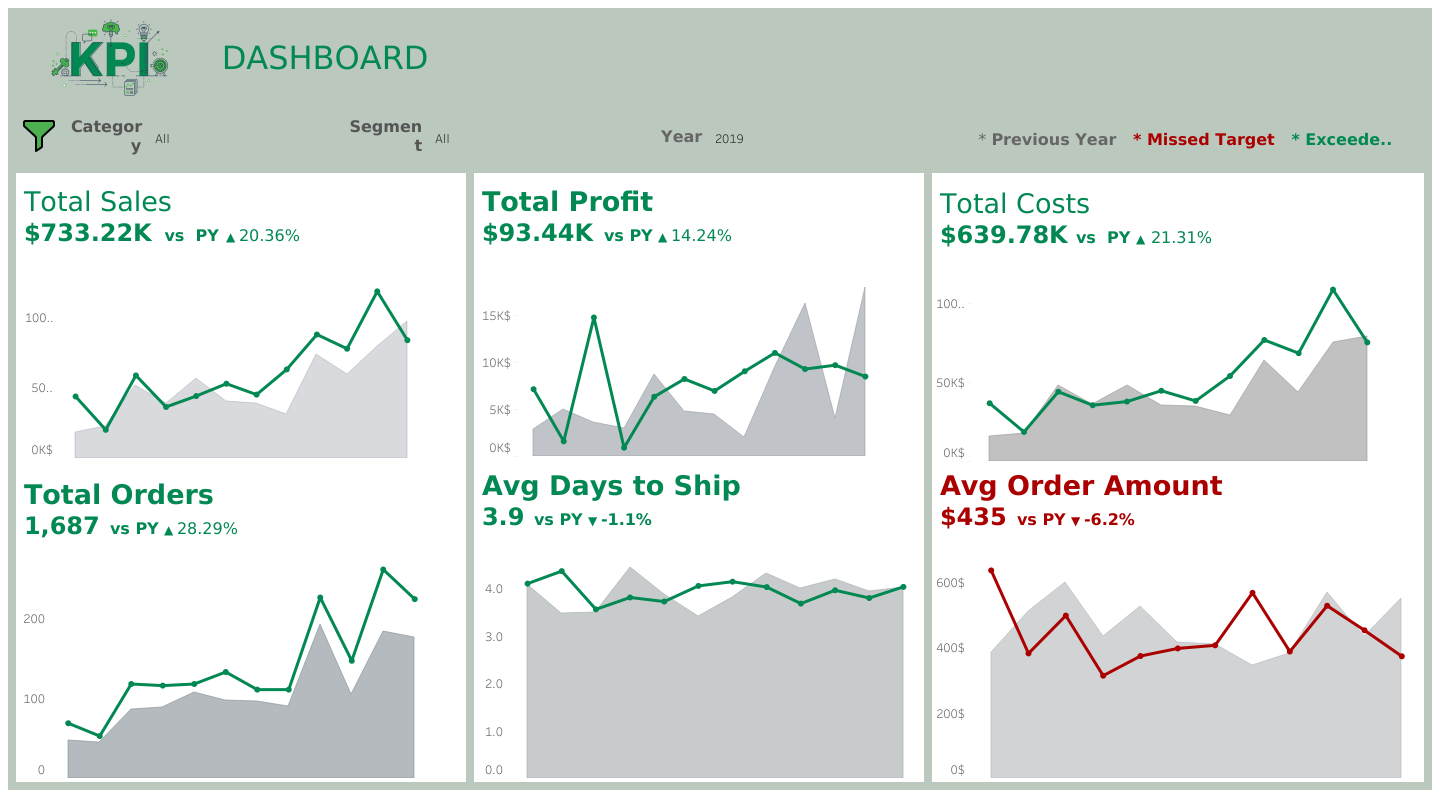 KPI
DASHBOARD
Categor
y
All
Segmen
t
All
Year 2019
* Previous Year * Missed Target * Exceede..
Total Sales
$733.22K vs PY ▲ 20.36%
100..
50..
0K$
Total Profit
$93.44K vs PY ▲ 14.24%
15K$
10K$
5K$
0K$
Total Costs
$639.78K vs PY ▲ 21.31%
100..
50K$
0K$
Total Orders
1,687 vs PY ▲ 28.29%
200
100
0
Avg Days to Ship
3.9 vs PY ▼ -1.1%
4.0
3.0
2.0
1.0
0.0
Avg Order Amount
$435 vs PY ▼ -6.2%
600$
400$
200$
0$